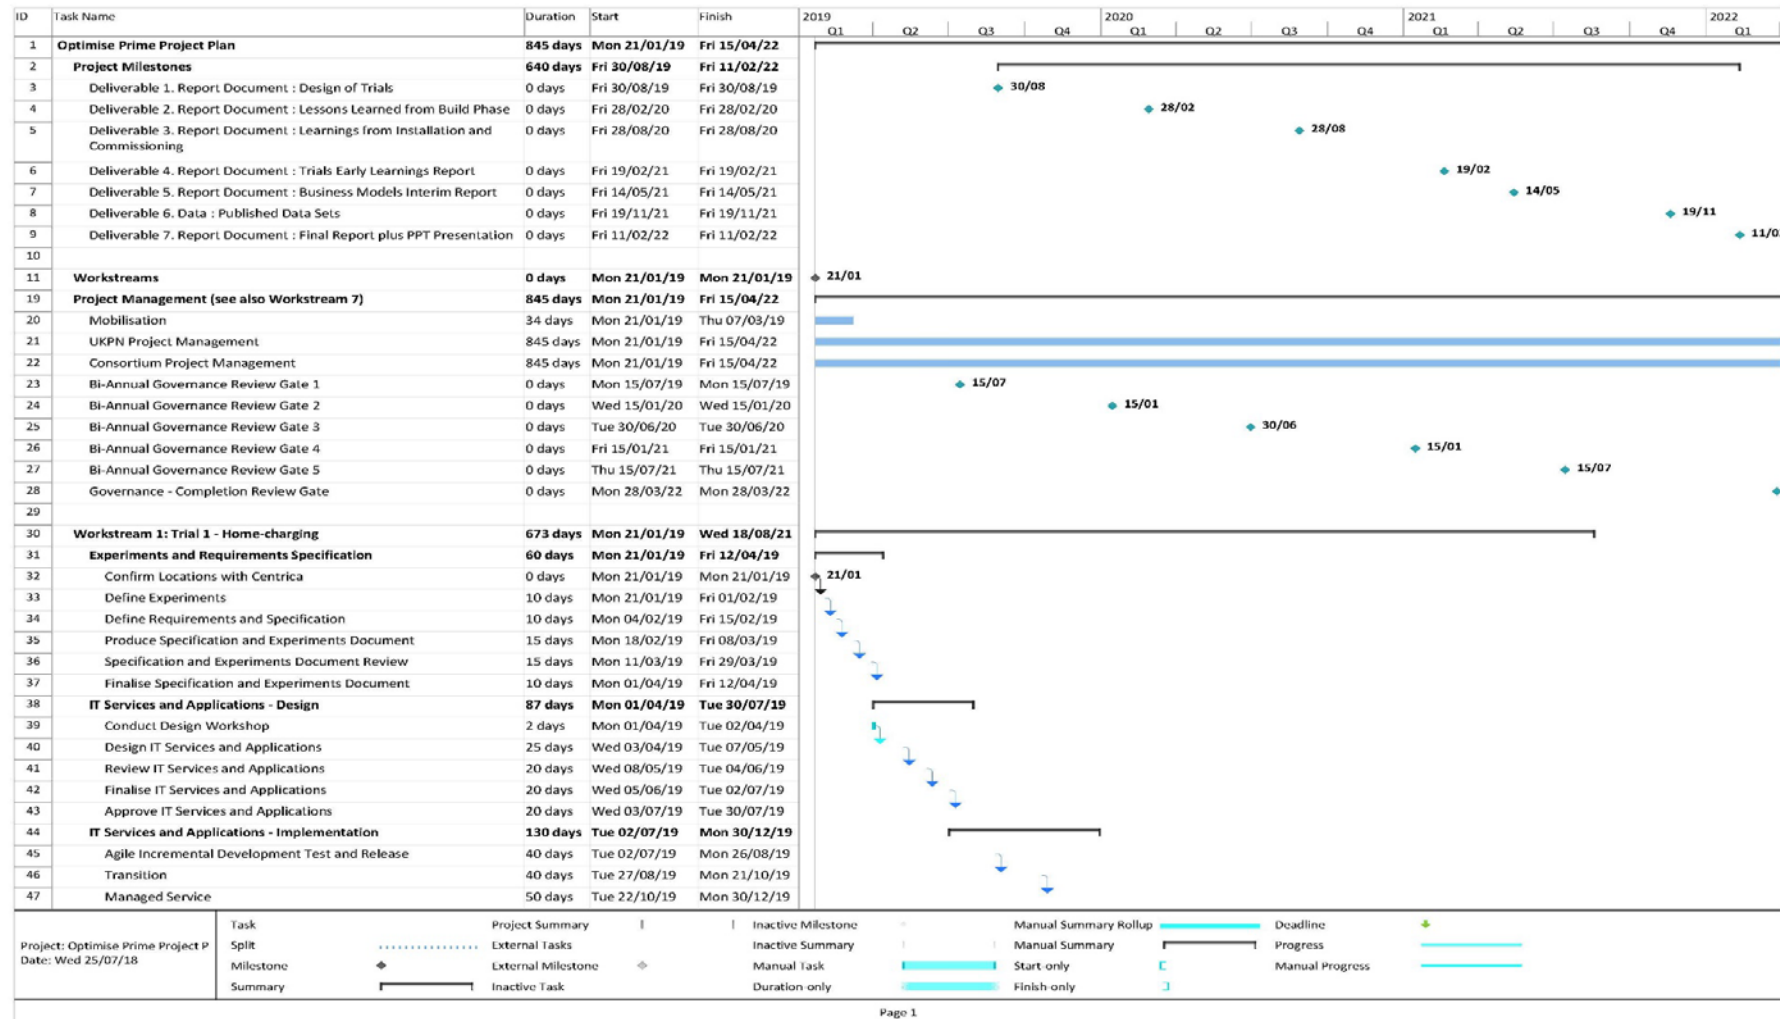 ID Task Name Duration Start Finish 2019 2020 2021 2022
Q1 Q2 Q3 Q4 Q1 Q2 Q3 Q4 Q1 Q2 Q3 Q4 Q1
1 Optimise Prime Project Plan 845 days Mon 21/01/19 Fri 15/04/22
2 Project Milestones 640 days Fri 30/08/19 Fri 11/02/22
3 Deliverable 1. Report Document : Design of Trials 0 days Fri 30/08/19 Fri 30/08/19 30/08
4 Deliverable 2. Report Document : Lessons Learned from Build Phase 0 days Fri 28/02/20 Fri 28/02/20 28/02
5 Deliverable 3. Report Document : Learnings from Installation and 0 days Fri 28/08/20 Fri 28/08/20 28/08
Commissioning
6 Deliverable 4. Report Document : Trials Early Learnings Report 0 days Fri 19/02/21 Fri 19/02/21 19/02
7 Deliverable 5. Report Document : Business Models Interim Report 0 days Fri 14/05/21 Fri 14/05/21 14/05
8 Deliverable 6. Data : Published Data Sets 0 days Fri 19/11/21 Fri 19/11/21 19/11
9 Deliverable 7. Report Document : Final Report plus PPT Presentation 0 days Fri 11/02/22 Fri 11/02/22 11/0
10
11 Workstreams 0 days Mon 21/01/19 Mon 21/01/19 21/01
19 Project Management (see also Workstream 7) 845 days Mon 21/01/19 Fri 15/04/22
20 Mobilisation 34 days Mon 21/01/19 Thu 07/03/19
21 UKPN Project Management 845 days Mon 21/01/19 Fri 15/04/22
22 Consortium Project Management 845 days Mon 21/01/19 Fri 15/04/22
23 Bi-Annual Governance Review Gate 1 0 days Mon 15/07/19 Mon 15/07/19 15/07
24 Bi-Annual Governance Review Gate 2 0 days Wed 15/01/20 Wed 15/01/20 15/01
25 Bi-Annual Governance Review Gate 3 0 days Tue 30/06/20 Tue 30/06/20 30/06
26 Bi-Annual Governance Review Gate 4 0 days Fri 15/01/21 Fri 15/01/21 15/01
27 Bi-Annual Governance Review Gate 5 0 days Thu 15/07/21 Thu 15/07/21 15/07
28 Governance - Completion Review Gate 0 days Mon 28/03/22 Mon 28/03/22
29
30 Workstream 1: Trial 1 - Home-charging 673 days Mon 21/01/19 Wed 18/08/21
31 Experiments and Requirements Specification 60 days Mon 21/01/19 Fri 12/04/19
32 Confirm Locations with Centrica 0 days Mon 21/01/19 Mon 21/01/19 21/01
33 Define Experiments 10 days Mon 21/01/19 Fri 01/02/19
34 Define Requirements and Specification 10 days Mon 04/02/19 Fri 15/02/19
35 Produce Specification and Experiments Document 15 days Mon 18/02/19 Fri 08/03/19
36 Specification and Experiments Document Review 15 days Mon 11/03/19 Fri 29/03/19
37 Finalise Specification and Experiments Document 10 days Mon 01/04/19 Fri 12/04/19
38 IT Services and Applications - Design 87 days Mon 01/04/19 Tue 30/07/19
39 Conduct Design Workshop 2 days Mon 01/04/19 Tue 02/04/19
40 Design IT Services and Applications 25 days Wed 03/04/19 Tue 07/05/19
41 Review IT Services and Applications 20 days Wed 08/05/19 Tue 04/06/19
42 Finalise IT Services and Applications 20 days Wed 05/06/19 Tue 02/07/19
43 Approve IT Services and Applications 20 days Wed 03/07/19 Tue 30/07/19
44 IT Services and Applications - Implementation 130 days Tue 02/07/19 Mon 30/12/19
45 Agile Incremental Development Test and Release 40 days Tue 02/07/19 Mon 26/08/19
46 Transition 40 days Tue 27/08/19 Mon 21/10/19
47 Managed Service 50 days Tue 22/10/19 Mon 30/12/19
Project: Optimise Prime Project P
Date: Wed 25/07/18
Task Project Summary Inactive Milestone Manual Summary Rollup Deadline
Split External Tasks Inactive Summary Manual Summary Progress
Milestone External Milestone Manual Task Start-only Manual Progress
Summary Inactive Task Duration-only Finish-only
Page 1